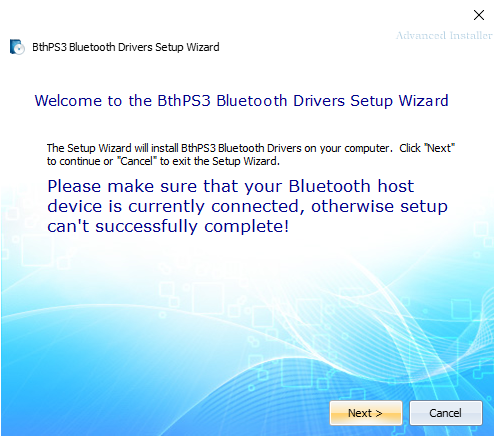 BthPS3 Bluetooth Drivers Setup Wizard
Advanced Installer
Welcome to the BthPS3 Bluetooth Drivers Setup Wizard
The Setup Wizard will install BthPS3 Bluetooth Drivers on your computer.  Click "Next"
to continue or "Cancel" to exit the Setup Wizard.
Please make sure that your Bluetooth host
device is currently connected, otherwise setup
can't successfully complete!
Next >
Cancel